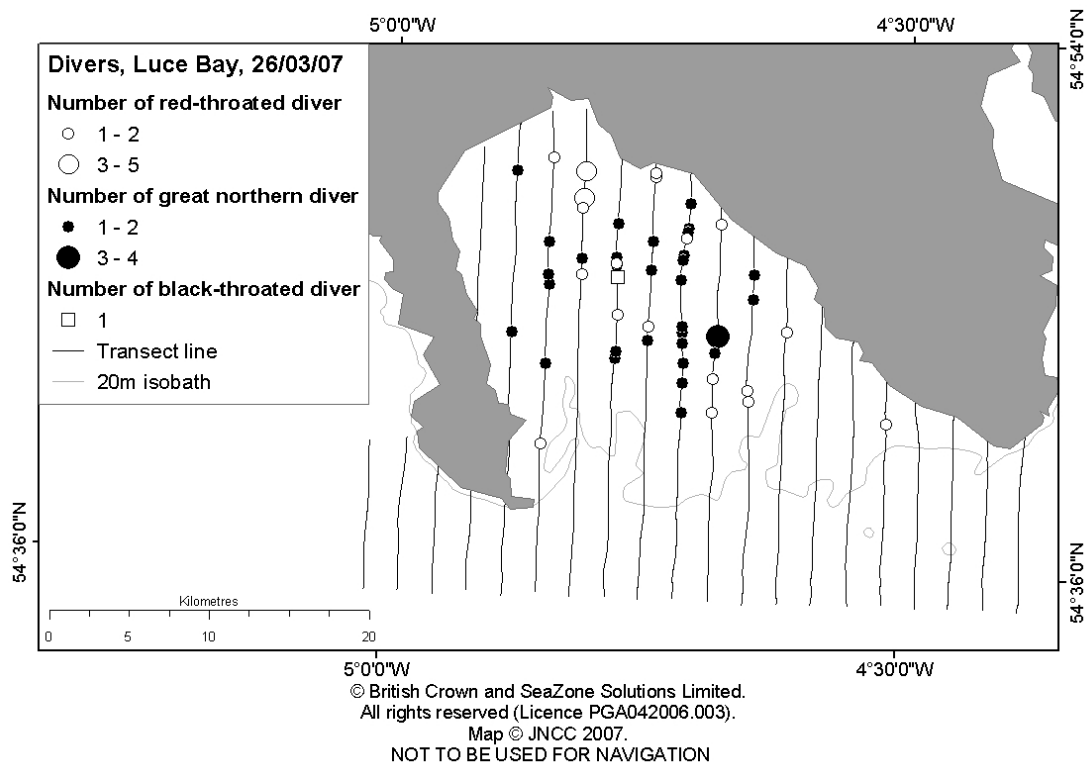 5°0'0"W 4°30'0"W
54°54'0"N
Divers, Luce Bay, 26/03/07
Number of red-throated diver
1 - 2
3 - 5
Number of great northern diver
1 - 2
3 - 4
Number of black-throated diver
1
Transect line
20m isobath
54°36'0"N
54°36'0"N
Kilometres
0 5 10 20
5°0'0"W 4°30'0"W
© British Crown and SeaZone Solutions Limited.
All rights reserved (Licence PGA042006.003).
Map © JNCC 2007.
NOT TO BE USED FOR NAVIGATION